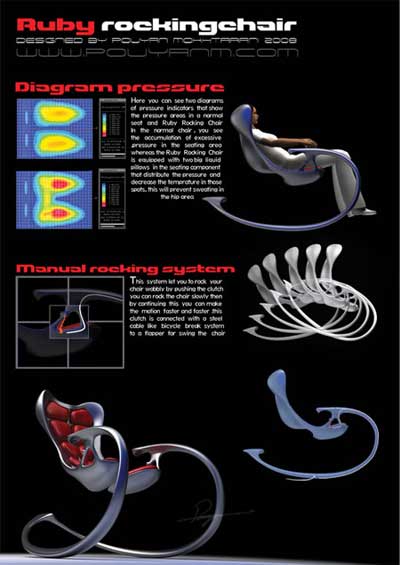 Ruby rockingchair
DESIGNED BY POUYAN MOKHTARAN 2008
WWW.POUYANM.COM
Diagram pressure
Here you can see two diagrams
of pressure indicators that show
the pressure areas in a normal
seat and Ruby Rocking Chair
In the normal chair , you see
the accumulation of excessive
pressure in the seating area
whereas the Ruby Rocking Chair
is equipped with two big liquid
pillows in the seating component
that distribute the pressure and
decrease the temperature in those
spots, this will prevent sweating in
the hip area
Manual rocking system
This system let you to rock your
chair wabbly by pushing the clutch
you can rock the chair slowly then
by continuing this you can make
the motion faster and faster .this
clutch is connected with a steel
cable like bicycle break system
to a flapper for swing the chair